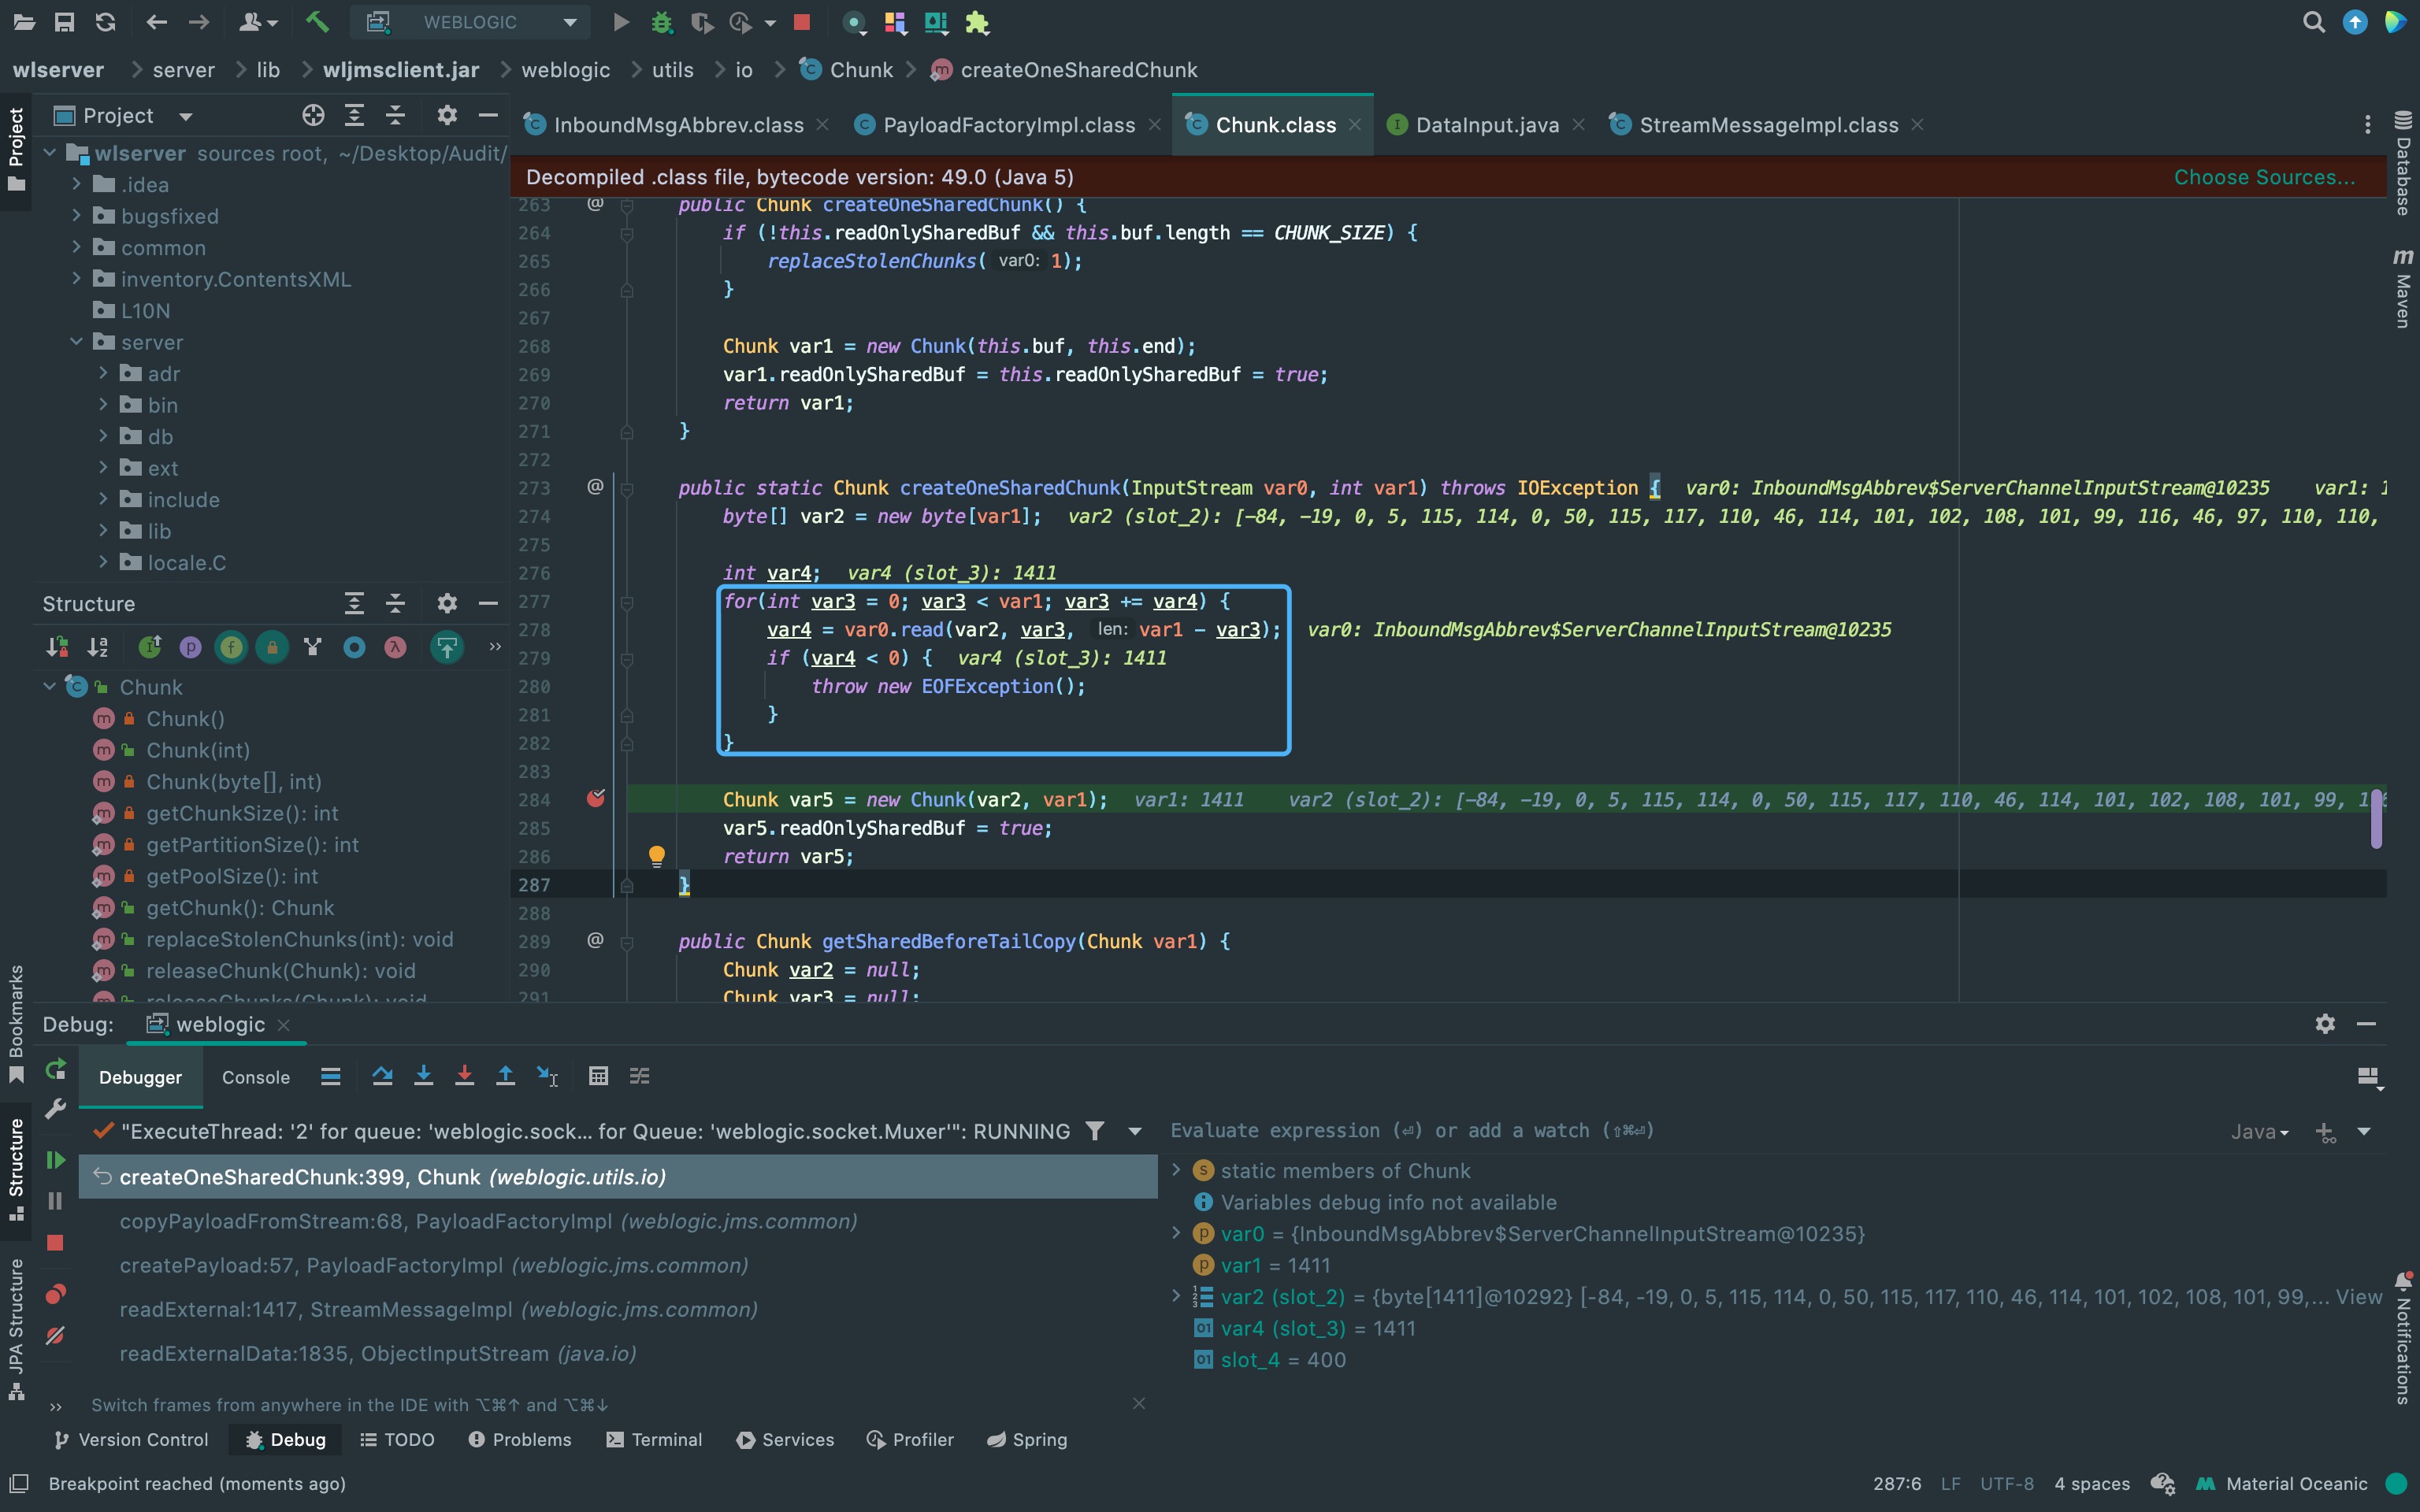 WEBLOGIC
wlserver > server > lib > wljmsclient.jar > weblogic > utils > io > Chunk > createOneSharedChunk
Project
Project
wlserver sources root, ~/Desktop/Audit/
.idea
bugsfixed
common
inventory.ContentsXML
L10N
server
adr
bin
db
ext
include
lib
locale.C
Structure
Chunk
Chunk()
Chunk(int)
Chunk(byte[], int)
getChunkSize(): int
getPartitionSize(): int
getPoolSize(): int
getChunk(): Chunk
replaceStolenChunks(int): void
releaseChunk(Chunk): void
releaseChunks(Chunk): void
InboundMsgAbbrev.class
PayloadFactoryImpl.class
Chunk.class
DataInput.java
StreamMessageImpl.class
Decompiled .class file, bytecode version: 49.0 (Java 5)
Choose Sources...
263 @ public Chunk createOneSharedChunk() {
264 if (!this.readOnlySharedBuf && this.buf.length == CHUNK_SIZE) {
265 replaceStolenChunks( var0: 1);
266 }
267
268 Chunk var1 = new Chunk(this.buf, this.end);
269 var1.readOnlySharedBuf = this.readOnlySharedBuf = true;
270 return var1;
271 }
272
273 @ public static Chunk createOneSharedChunk(InputStream var0, int var1) throws IOException { var0: InboundMsgAbbrev$ServerChannelInputStream@10235 var1: 1
274 byte[] var2 = new byte[var1]; var2 (slot_2): [-84, -19, 0, 5, 115, 114, 0, 50, 115, 117, 110, 46, 114, 101, 102, 108, 101, 99, 116, 46, 97, 110, 110,
275
276 int var4; var4 (slot_3): 1411
277 for(int var3 = 0; var3 < var1; var3 += var4) {
278 var4 = var0.read(var2, var3, len: var1 - var3); var0: InboundMsgAbbrev$ServerChannelInputStream@10235
279 if (var4 < 0) { var4 (slot_3): 1411
280 throw new EOFException();
281 }
282 }
283
284 Chunk var5 = new Chunk(var2, var1); var1: 1411 var2 (slot_2): [-84, -19, 0, 5, 115, 114, 0, 50, 115, 117, 110, 46, 114, 101, 102, 108, 101, 99,
285 var5.readOnlySharedBuf = true;
286 return var5;
287 }
288
289 @ public Chunk getSharedBeforeTailCopy(Chunk var1) {
290 Chunk var2 = null;
291 Chunk var3 = null;
Database
Maven
Bookmarks
Structure
JPA Structure
Notifications
Debug: weblogic
Debugger
Console
"ExecuteThread: '2' for queue: 'weblogic.sock... for Queue: 'weblogic.socket.Muxer'": RUNNING
createOneSharedChunk:399, Chunk (weblogic.utils.io)
copyPayloadFromStream:68, PayloadFactoryImpl (weblogic.jms.common)
createPayload:57, PayloadFactoryImpl (weblogic.jms.common)
readExternal:1417, StreamMessageImpl (weblogic.jms.common)
readExternalData:1835, ObjectInputStream (java.io)
Switch frames from anywhere in the IDE with ⌥⌘↑ and ⌥⌘↓
Evaluate expression (⏎) or add a watch (⇧⌘⏎)
Java
static members of Chunk
Variables debug info not available
var0 = {InboundMsgAbbrev$ServerChannelInputStream@10235}
var1 = 1411
var2 (slot_2) = {byte[1411]@10292} [-84, -19, 0, 5, 115, 114, 0, 50, 115, 117, 110, 46, 114, 101, 102, 108, 101, 99,... View
var4 (slot_3) = 1411
slot_4 = 400
Version Control
Debug
TODO
Problems
Terminal
Services
Profiler
Spring
Breakpoint reached (moments ago)
287:6 LF UTF-8 4 spaces Material Oceanic